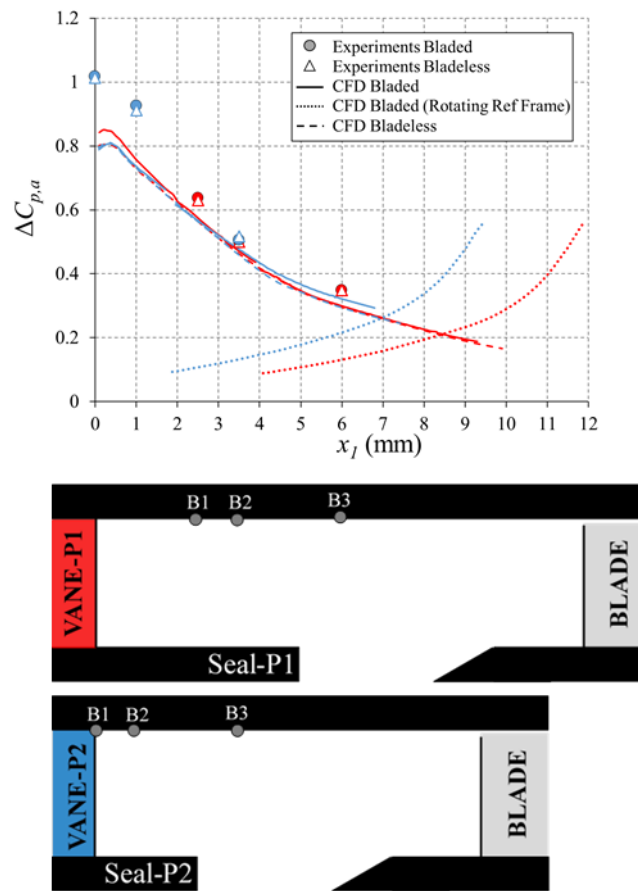 1.2
1
0.8
0.6
0.4
0.2
0
ΔCp,a
Experiments Bladed
Experiments Bladeless
CFD Bladed
CFD Bladed (Rotating Ref Frame)
CFD Bladeless
0 1 2 3 4 5 6 7 8 9 10 11 12
x1 (mm)
B1 B2 B3
VANE-P1
BLADE
Seal-P1
B1 B2 B3
VANE-P2
BLADE
Seal-P2